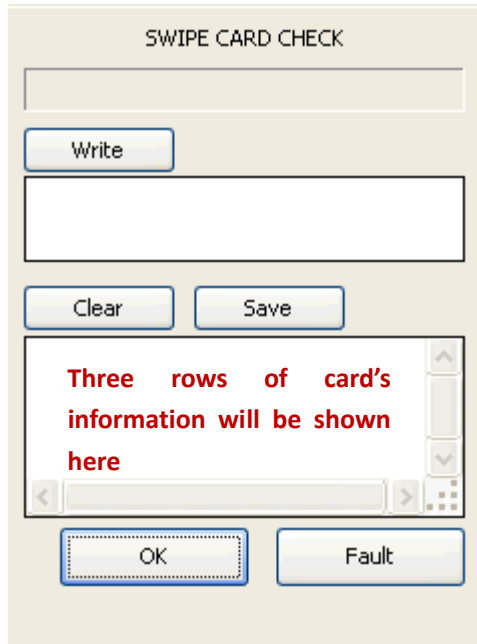 SWIPE CARD CHECK
Write
Clear Save
Three rows of card’s
information will be shown
here
OK Fault